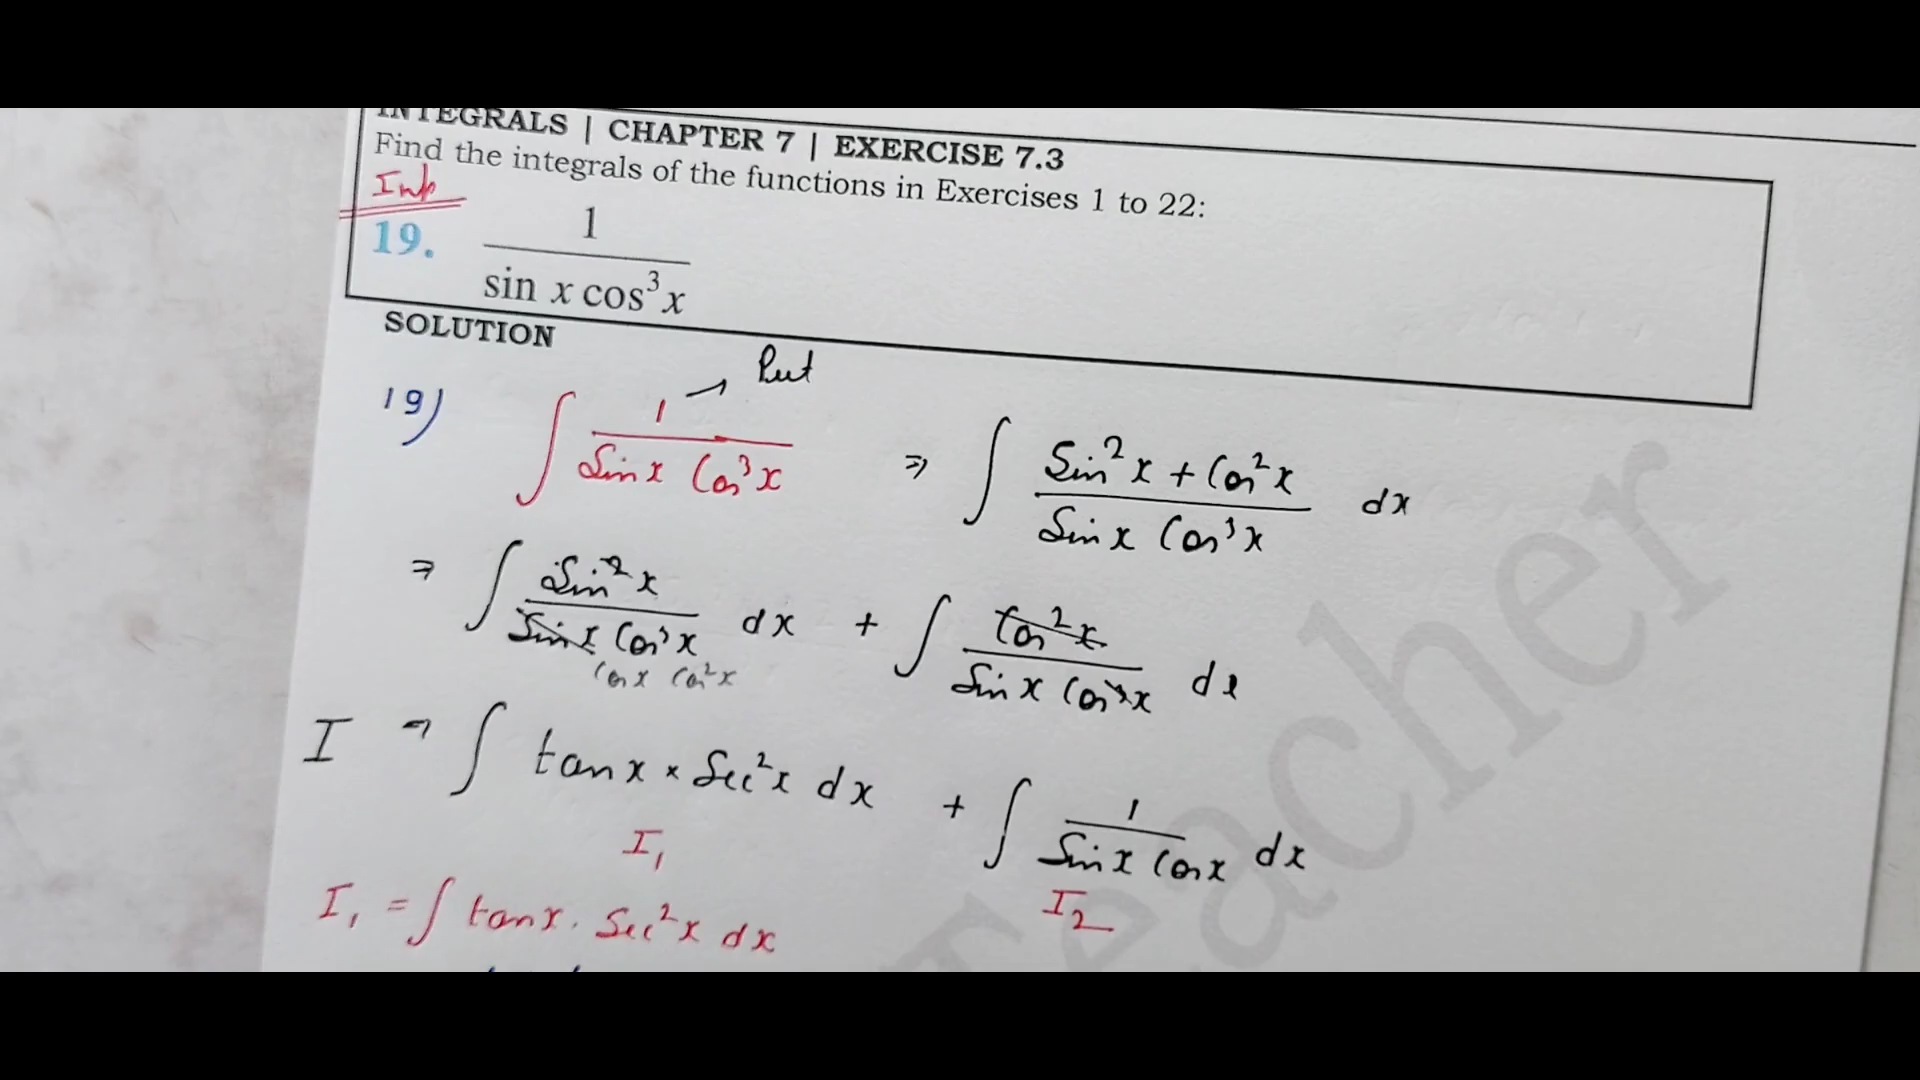 INTEGRALS | CHAPTER 7 | EXERCISE 7.3
Find the integrals of the functions in Exercises 1 to 22:
Imp
19. 1 / sin x cos³x
SOLUTION
19) ∫ 1 / Sin x Cos³x → Put ⇒ ∫ Sin²x + Cos²x / Sin x Cos³x dx
⇒ ∫ Sin²x / Sin x Cos³x dx + ∫ Cos²x / Sin x Cos³x dx
Cos x Cos²x
I ⇒ ∫ tan x × Sec²x dx + ∫ 1 / Sin x Cos x dx
I₁ I₂
I₁ = ∫ tan x . Sec²x dx
Teacher